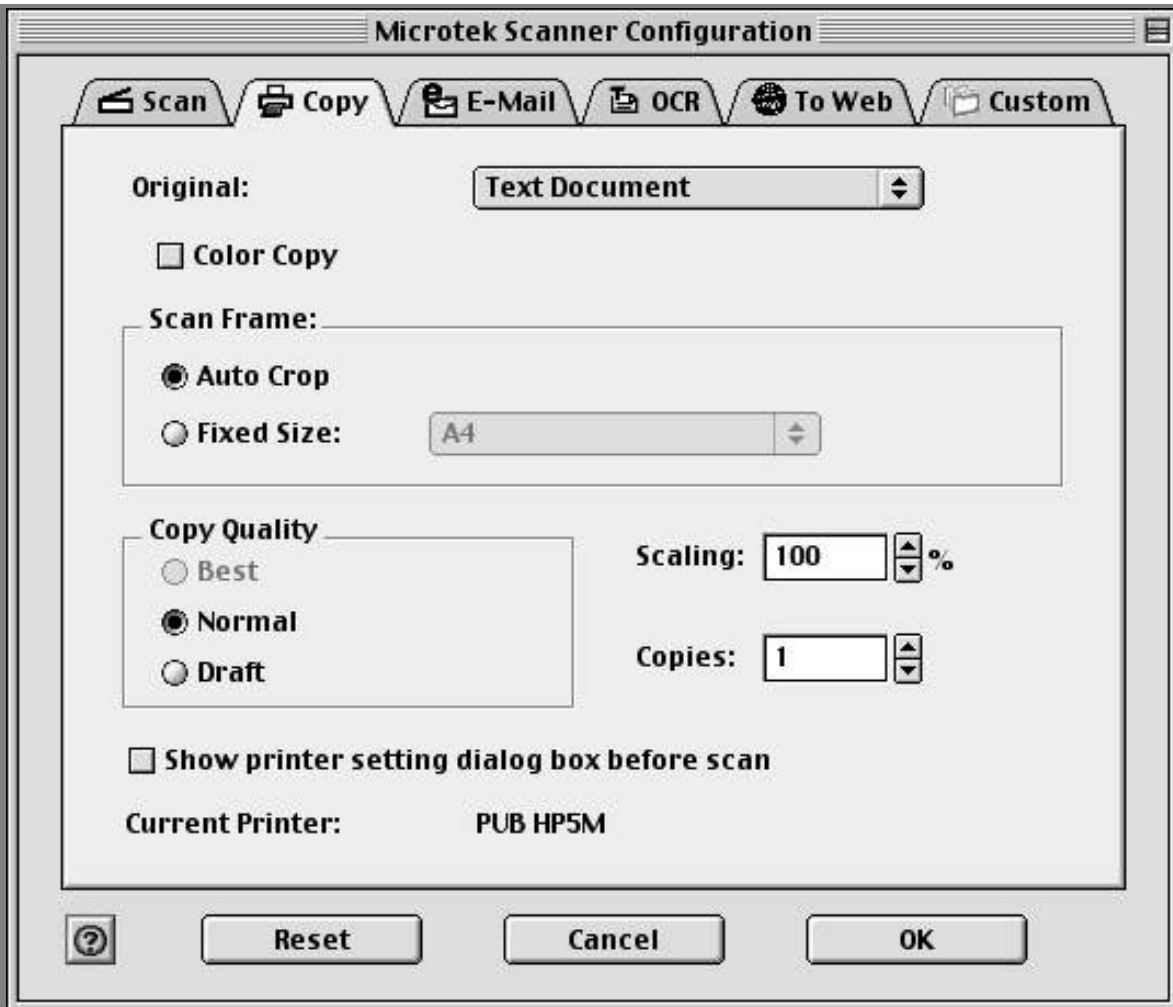 Microtek Scanner Configuration
Scan Copy E-Mail OCR To Web Custom
Original: Text Document
Color Copy
Scan Frame:
Auto Crop
Fixed Size: A4
Copy Quality
Best
Scaling: 100 %
Normal
Copies: 1
Draft
Show printer setting dialog box before scan
Current Printer: PUB HP5M
? Reset Cancel OK